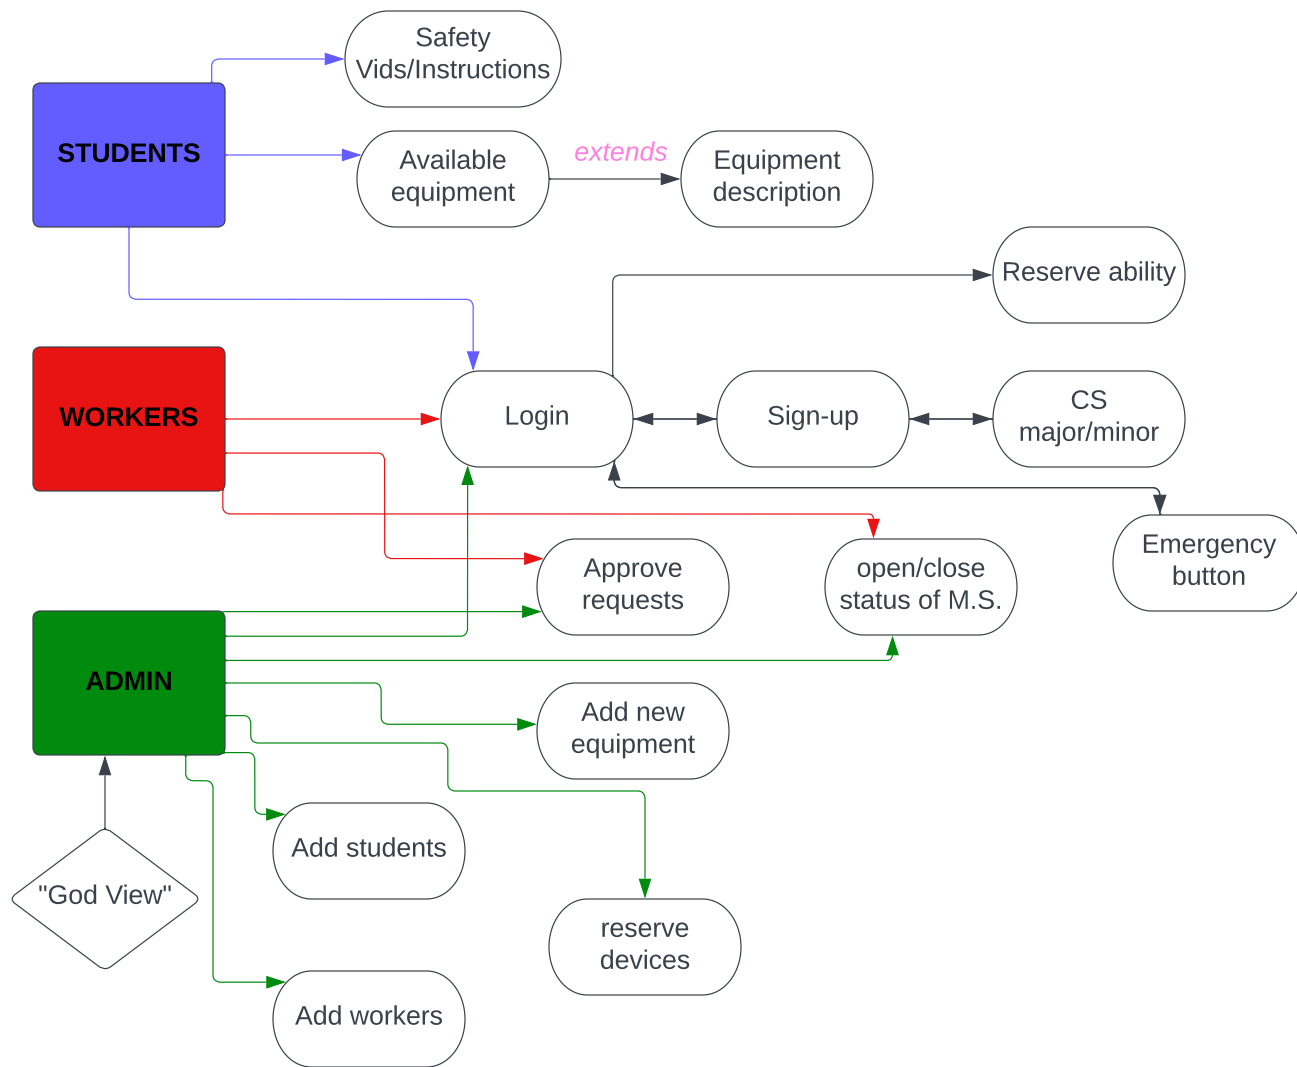 Safety
Vids/Instructions
STUDENTS
Available
equipment
extends
Equipment
description
Reserve ability
WORKERS
Login
Sign-up
CS
major/minor
Emergency
button
Approve
requests
open/close
status of M.S.
ADMIN
Add new
equipment
Add students
"God View"
reserve
devices
Add workers